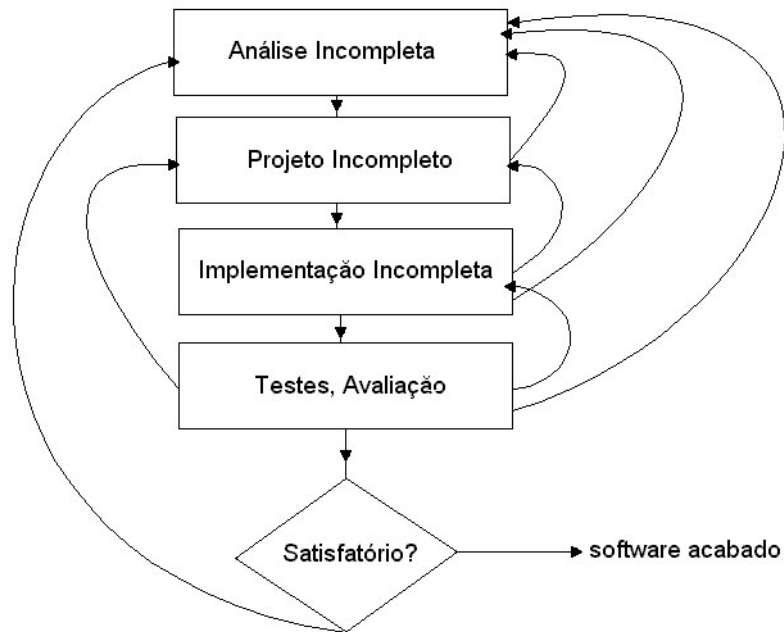 Análise Incompleta
Projeto Incompleto
Implementação Incompleta
Testes, Avaliação
Satisfatório?
software acabado